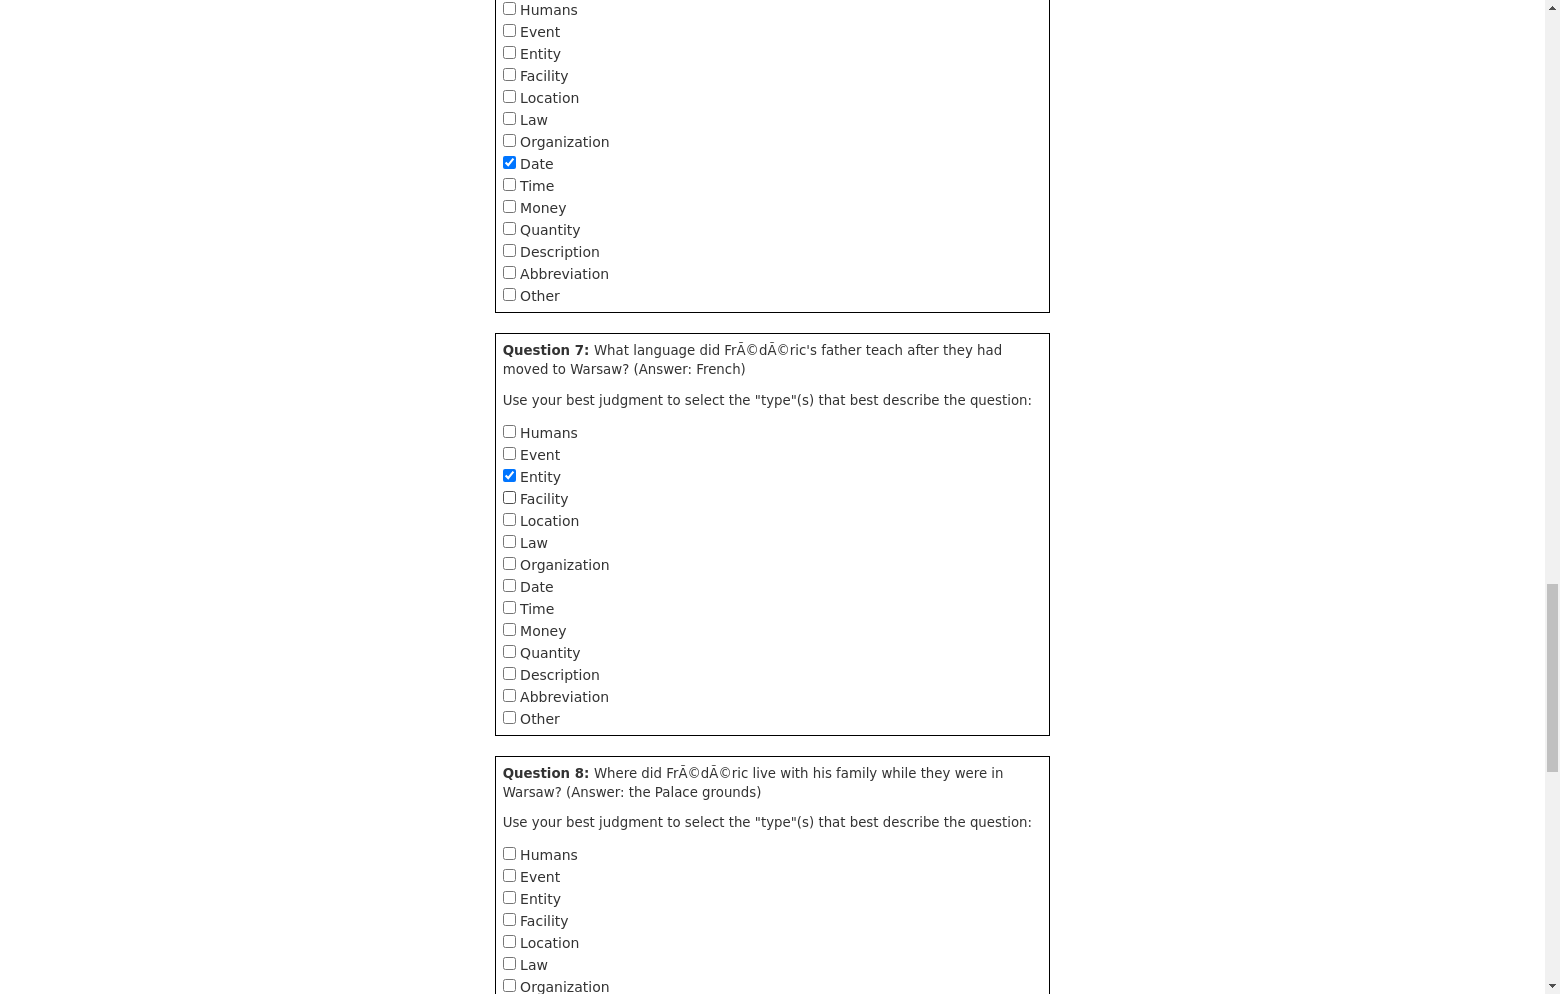 Humans
Event
Entity
Facility
Location
Law
Organization
Date
Time
Money
Quantity
Description
Abbreviation
Other
Question 7: What language did FrÃ©dÃ©ric's father teach after they had
moved to Warsaw? (Answer: French)
Use your best judgment to select the "type"(s) that best describe the question:
Humans
Event
Entity
Facility
Location
Law
Organization
Date
Time
Money
Quantity
Description
Abbreviation
Other
Question 8: Where did FrÃ©dÃ©ric live with his family while they were in
Warsaw? (Answer: the Palace grounds)
Use your best judgment to select the "type"(s) that best describe the question:
Humans
Event
Entity
Facility
Location
Law
Organization